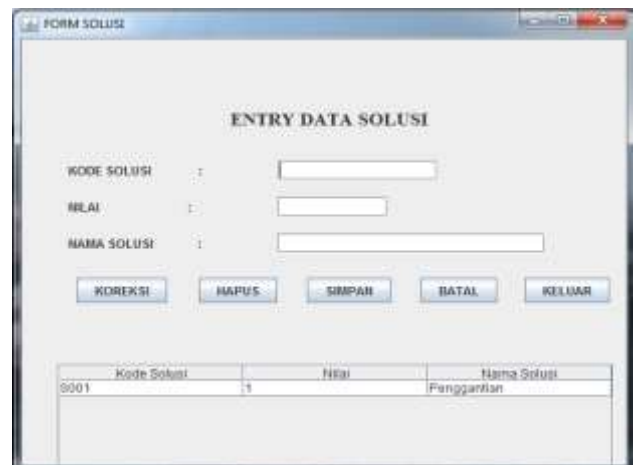 FORM SOLUSI
ENTRY DATA SOLUSI
KODE SOLUSI :
NILAI :
NAMA SOLUSI :
KOREKSI HAPUS SIMPAN BATAL KELUAR
Kode Solusi Nilai Nama Solusi
S001 1 Penggantian